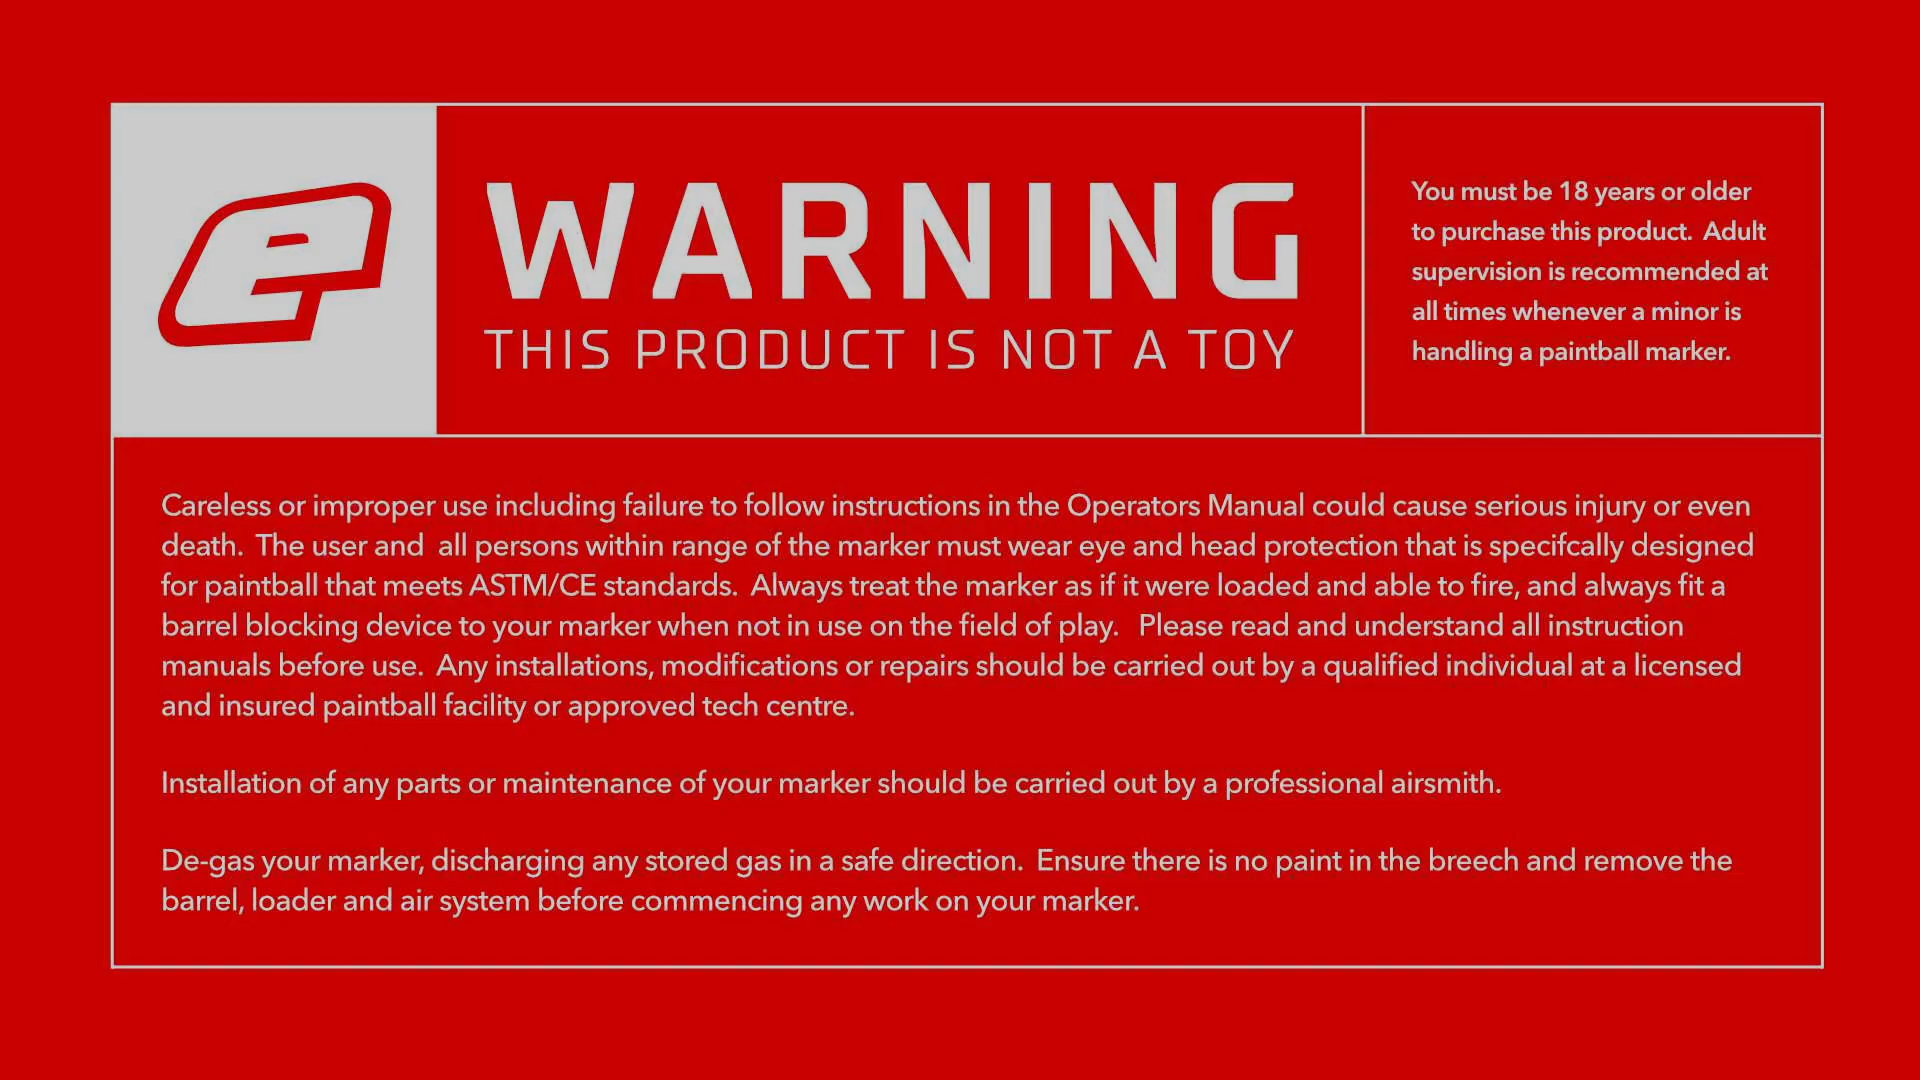 e
WARNING
THIS PRODUCT IS NOT A TOY
You must be 18 years or older
to purchase this product.  Adult
supervision is recommended at
all times whenever a minor is
handling a paintball marker.
Careless or improper use including failure to follow instructions in the Operators Manual could cause serious injury or even
death.  The user and  all persons within range of the marker must wear eye and head protection that is specifcally designed
for paintball that meets ASTM/CE standards.  Always treat the marker as if it were loaded and able to fire, and always fit a
barrel blocking device to your marker when not in use on the field of play.   Please read and understand all instruction
manuals before use.  Any installations, modifications or repairs should be carried out by a qualified individual at a licensed
and insured paintball facility or approved tech centre.
Installation of any parts or maintenance of your marker should be carried out by a professional airsmith.
De-gas your marker, discharging any stored gas in a safe direction.  Ensure there is no paint in the breech and remove the
barrel, loader and air system before commencing any work on your marker.